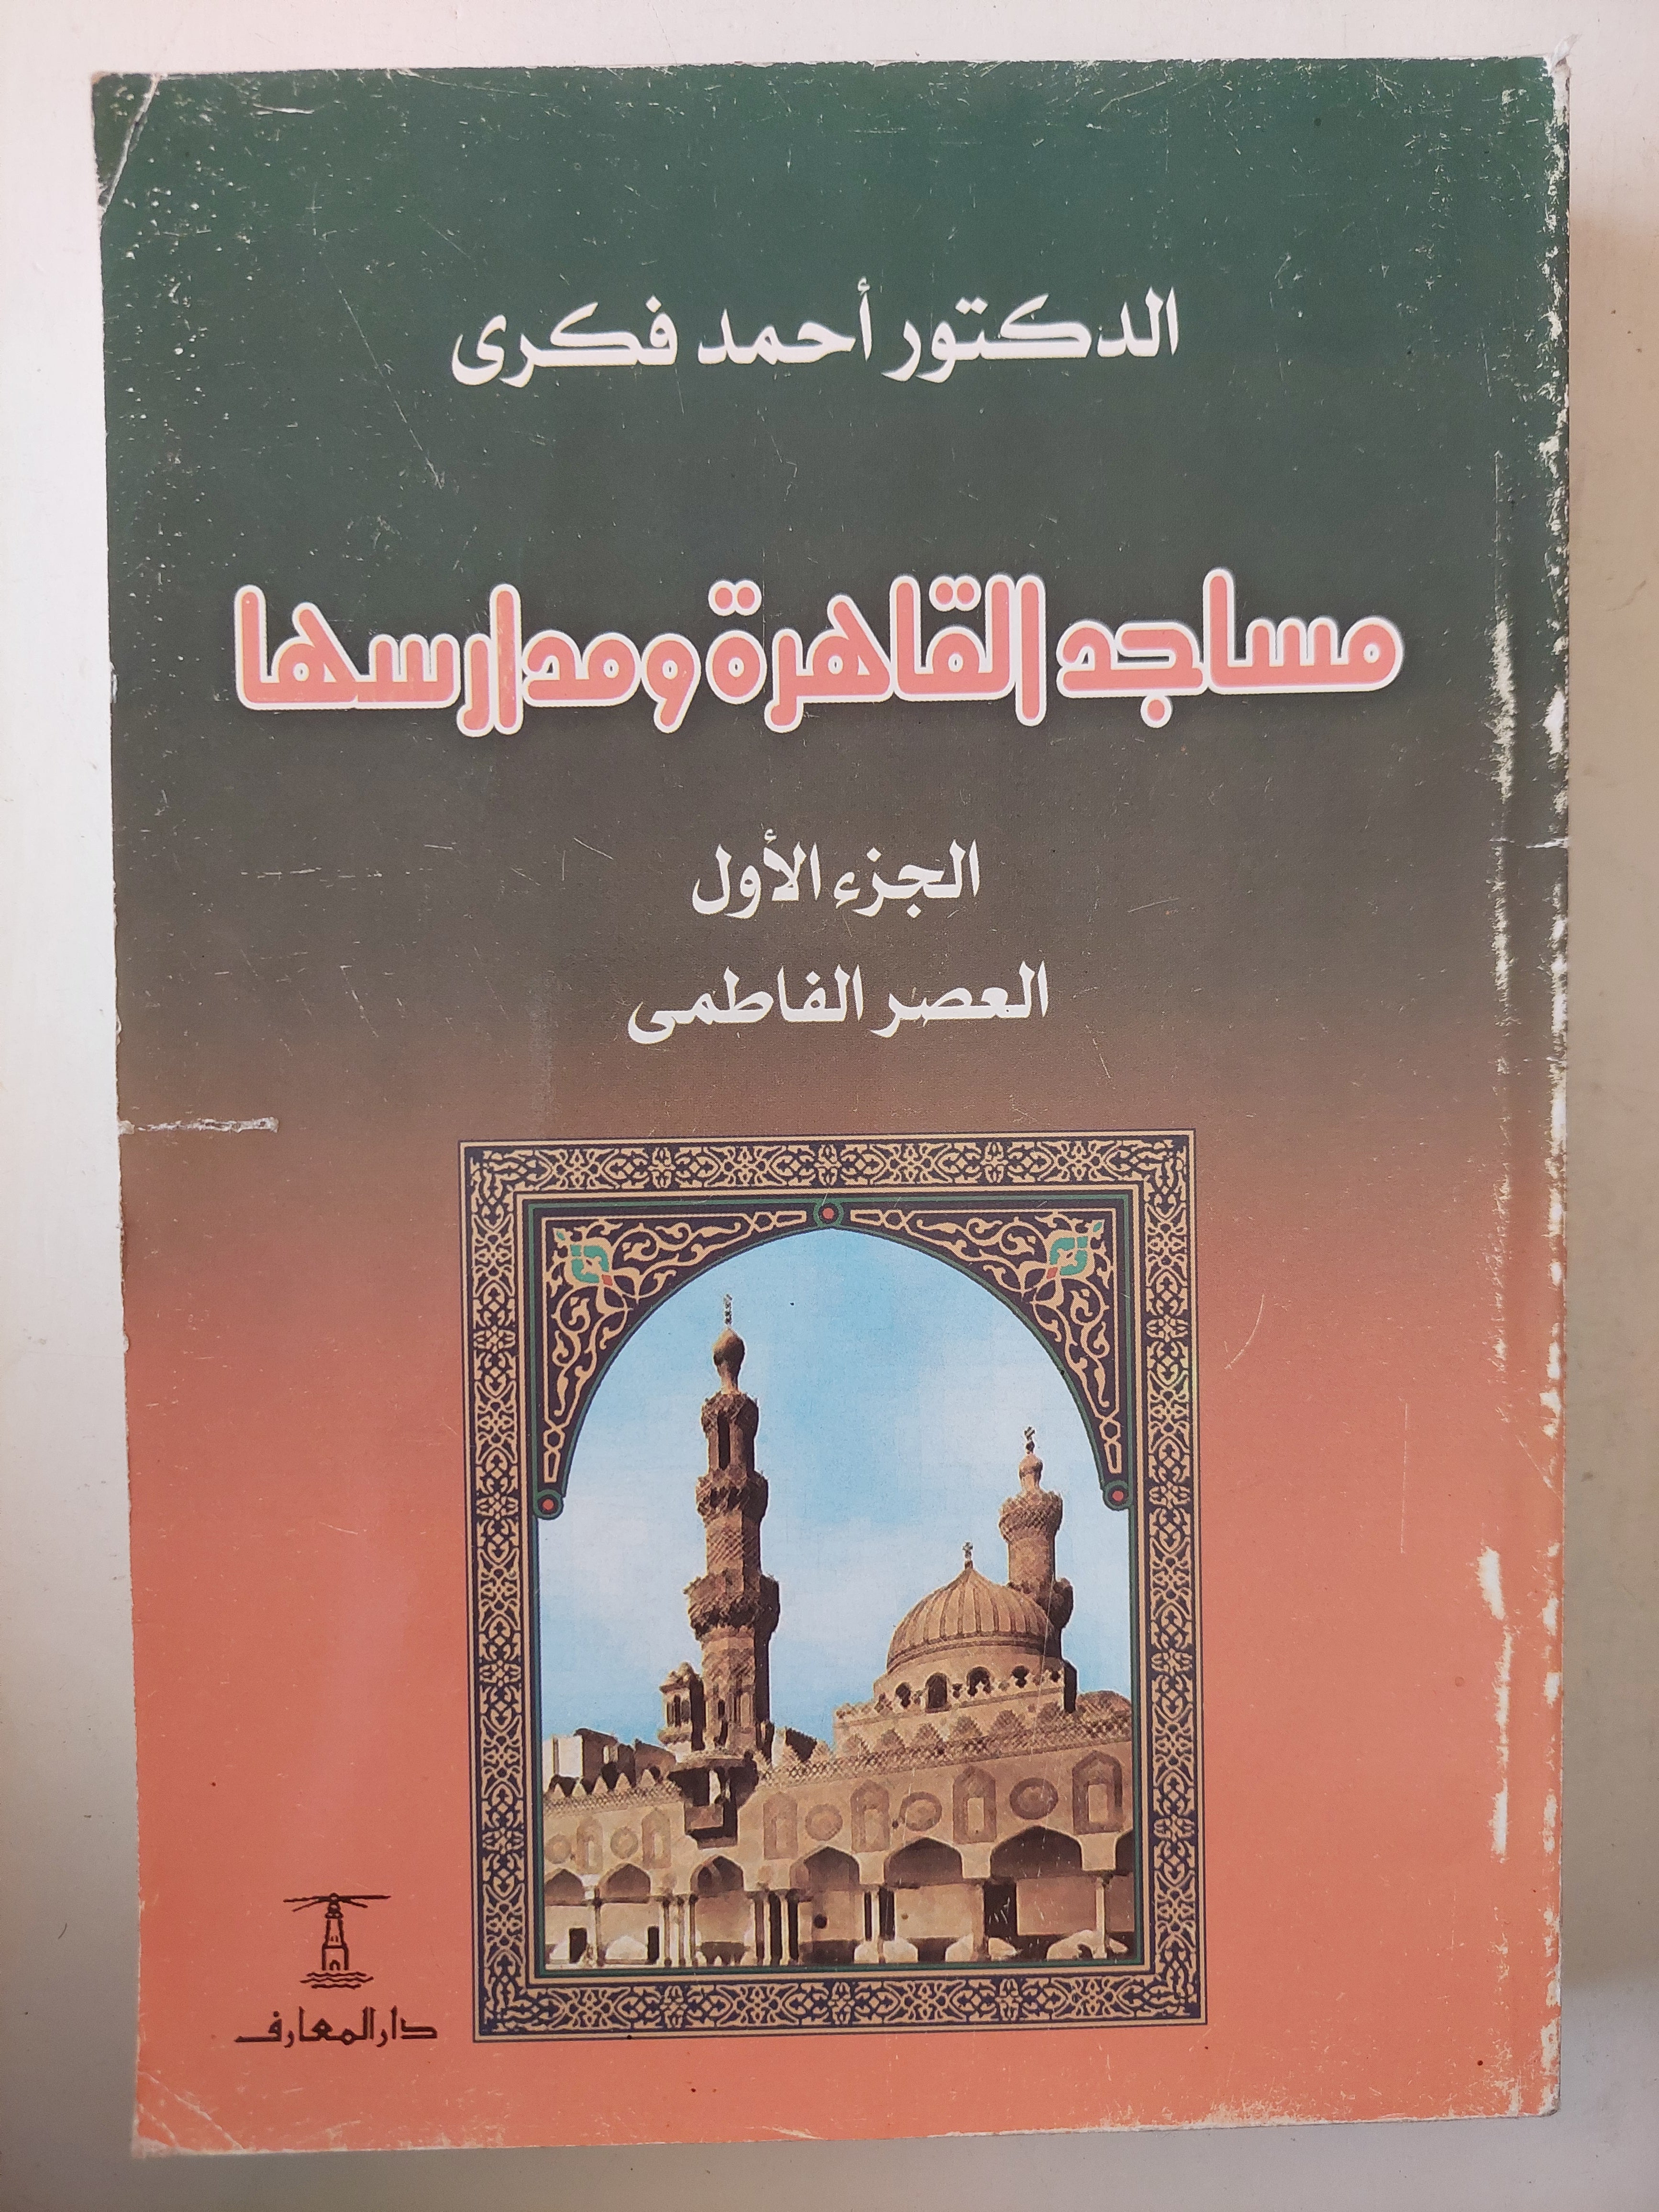 الدكتور أحمد فكرى
مساجد القاهرة ومدارسها
الجزء الأول
العصر الفاطمى
دار المعارف